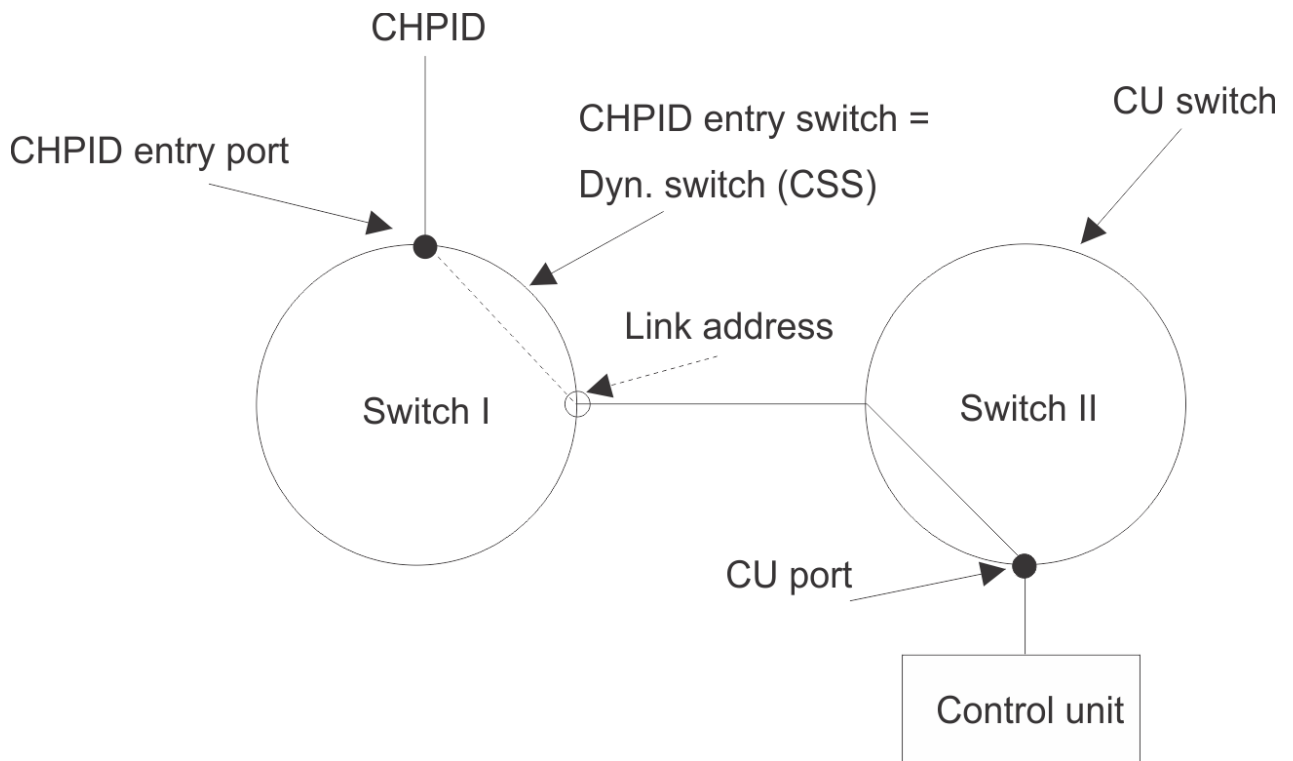 CHPID
CHPID entry port
CHPID entry switch =
Dyn. switch (CSS)
CU switch
Link address
Switch I
Switch II
CU port
Control unit